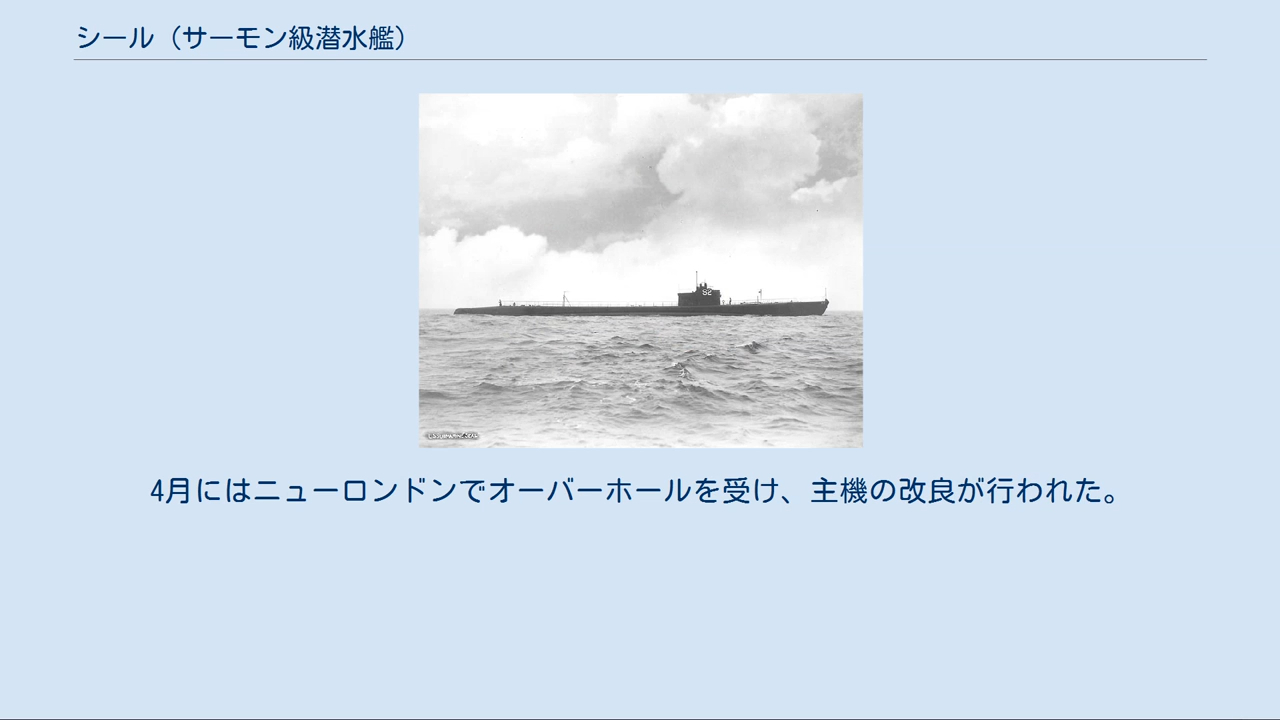 シール（サーモン級潜水艦）
S2
4月にはニューロンドンでオーバーホールを受け、主機の改良が行われた。